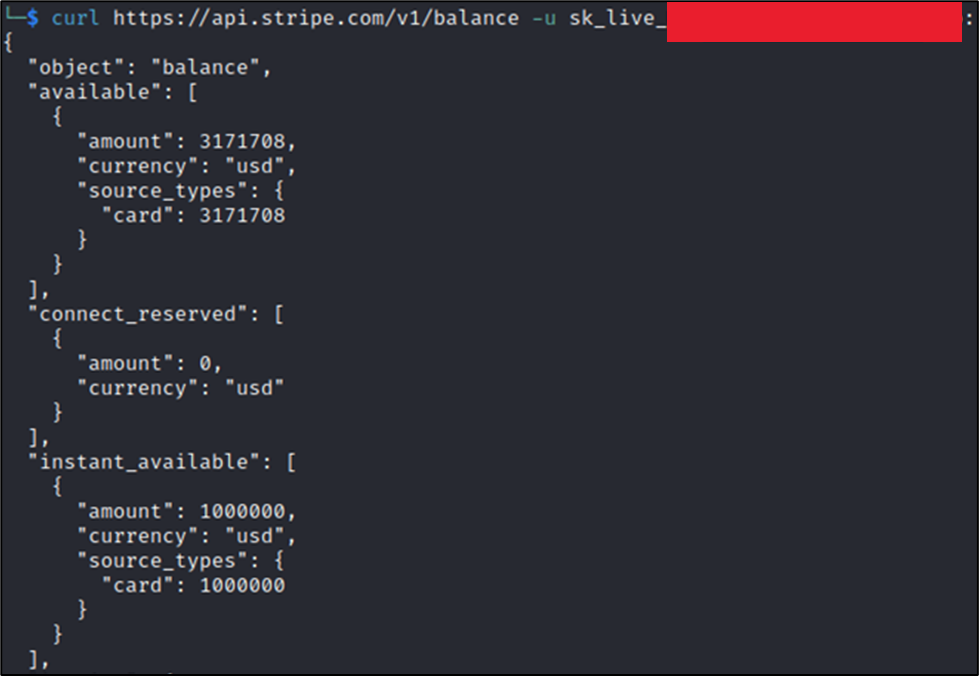 └─$ curl https://api.stripe.com/v1/balance -u sk_live_ :
{
  "object": "balance",
  "available": [
    {
      "amount": 3171708,
      "currency": "usd",
      "source_types": {
        "card": 3171708
      }
    }
  ],
  "connect_reserved": [
    {
      "amount": 0,
      "currency": "usd"
    }
  ],
  "instant_available": [
    {
      "amount": 1000000,
      "currency": "usd",
      "source_types": {
        "card": 1000000
      }
    }
  ],